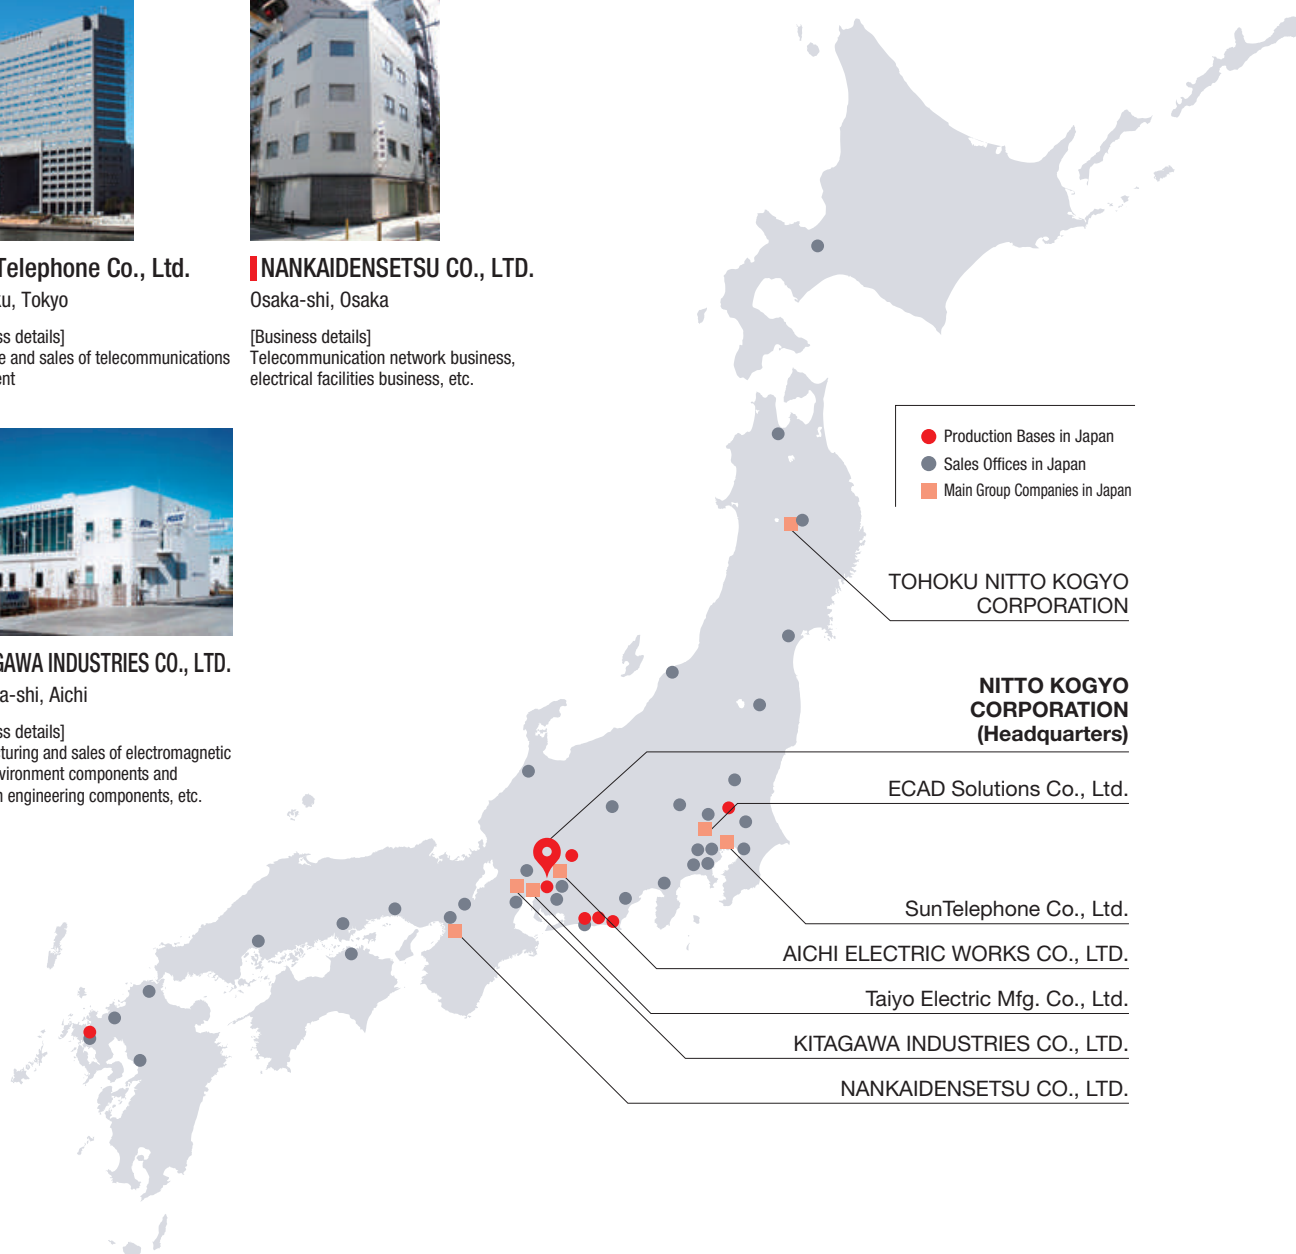 Telephone Co., Ltd.
u, Tokyo
ss details]
e and sales of telecommunications
ent
NANKAIDENSETSU CO., LTD.
Osaka-shi, Osaka
[Business details]
Telecommunication network business,
electrical facilities business, etc.
GAWA INDUSTRIES CO., LTD.
a-shi, Aichi
ss details]
turing and sales of electromagnetic
vironment components and
n engineering components, etc.
Production Bases in Japan
Sales Offices in Japan
Main Group Companies in Japan
TOHOKU NITTO KOGYO
CORPORATION
NITTO KOGYO
CORPORATION
(Headquarters)
ECAD Solutions Co., Ltd.
SunTelephone Co., Ltd.
AICHI ELECTRIC WORKS CO., LTD.
Taiyo Electric Mfg. Co., Ltd.
KITAGAWA INDUSTRIES CO., LTD.
NANKAIDENSETSU CO., LTD.